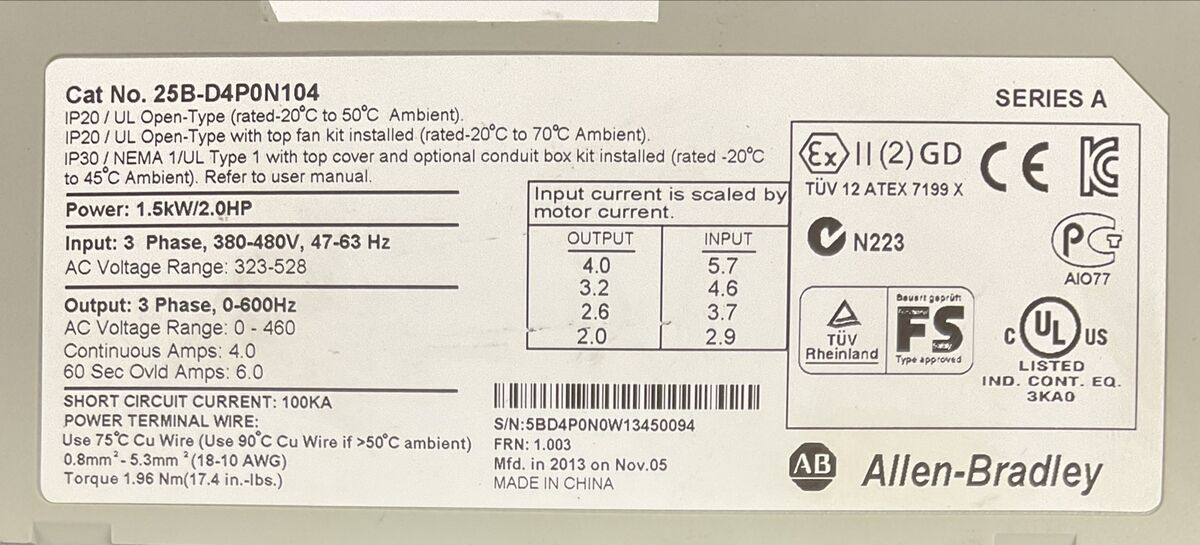 Cat No. 25B-D4P0N104
IP20 / UL Open-Type (rated-20°C to 50°C Ambient).
IP20 / UL Open-Type with top fan kit installed (rated-20°C to 70°C Ambient).
IP30 / NEMA 1/UL Type 1 with top cover and optional conduit box kit installed (rated -20°C
to 45°C Ambient). Refer to user manual.
Power: 1.5kW/2.0HP
Input: 3 Phase, 380-480V, 47-63 Hz
AC Voltage Range: 323-528
Output: 3 Phase, 0-600Hz
AC Voltage Range: 0 - 460
Continuous Amps: 4.0
60 Sec Ovld Amps: 6.0
SHORT CIRCUIT CURRENT: 100KA
POWER TERMINAL WIRE:
Use 75°C Cu Wire (Use 90°C Cu Wire if >50°C ambient)
0.8mm² - 5.3mm² (18-10 AWG)
Torque 1.96 Nm(17.4 in.-lbs.)
Input current is scaled by
motor current.
OUTPUT INPUT
4.0 5.7
3.2 4.6
2.6 3.7
2.0 2.9
S/N:5BD4P0N0W13450094
FRN: 1.003
Mfd. in 2013 on Nov.05
MADE IN CHINA
SERIES A
Ex II (2) GD CE KC
TÜV 12 ATEX 7199 X
N223
PCT
AIO77
TÜV
Rheinland
Bauart geprüft
Functional
FS
Safety
Type approved
C UL US
LISTED
IND. CONT. EQ.
3KA0
AB Allen-Bradley